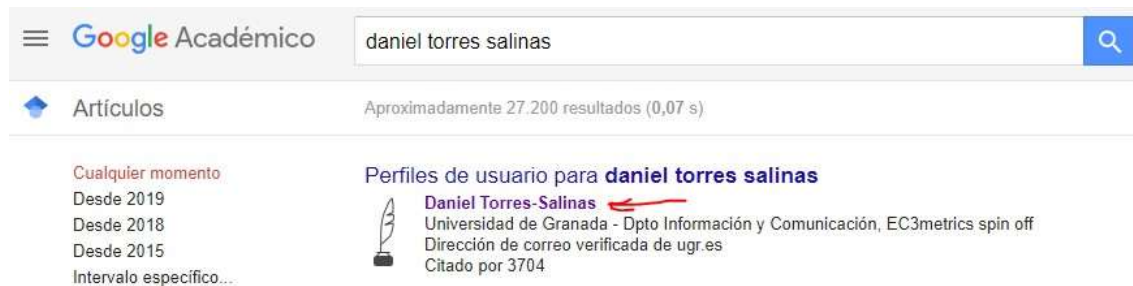 Google Académico
daniel torres salinas
Artículos
Aproximadamente 27.200 resultados (0,07 s)
Cualquier momento
Desde 2019
Desde 2018
Desde 2015
Intervalo específico...
Perfiles de usuario para daniel torres salinas
Daniel Torres-Salinas
Universidad de Granada - Dpto Información y Comunicación, EC3metrics spin off
Dirección de correo verificada de ugr.es
Citado por 3704